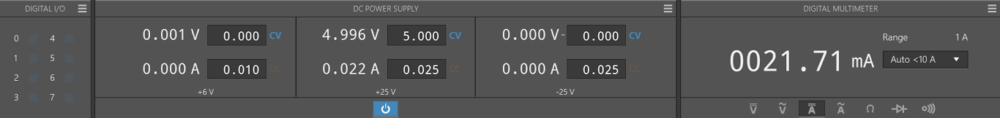 DIGITAL I/O
0 4
1 5
2 6
3 7
DC POWER SUPPLY
0.001 V 0.000 CV
0.000 A 0.010 CC
+6 V
4.996 V 5.000 CV
0.022 A 0.025 CC
+25 V
0.000 V - 0.000 CV
0.000 A 0.025 CC
-25 V
DIGITAL MULTIMETER
0021.71 mA
Range 1 A
Auto <10 A
V V A A Ω